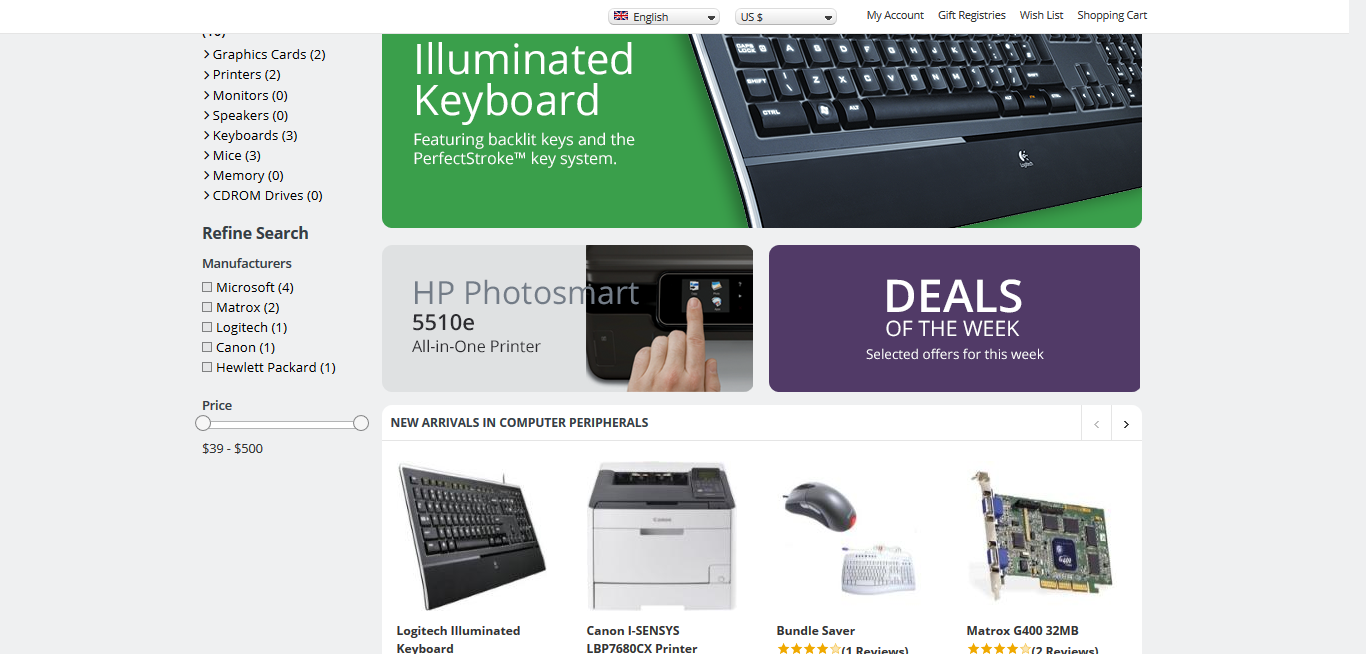 English
US $
My Account
Gift Registries
Wish List
Shopping Cart
Graphics Cards (2)
Printers (2)
Monitors (0)
Speakers (0)
Keyboards (3)
Mice (3)
Memory (0)
CDROM Drives (0)
Refine Search
Manufacturers
Microsoft (4)
Matrox (2)
Logitech (1)
Canon (1)
Hewlett Packard (1)
Price
$39 - $500
Illuminated
Keyboard
Featuring backlit keys and the
PerfectStroke™ key system.
HP Photosmart
5510e
All-in-One Printer
DEALS
OF THE WEEK
Selected offers for this week
NEW ARRIVALS IN COMPUTER PERIPHERALS
Logitech Illuminated
Keyboard
Canon I-SENSYS
LBP7680CX Printer
Bundle Saver
(1 Reviews)
Matrox G400 32MB
(2 Reviews)